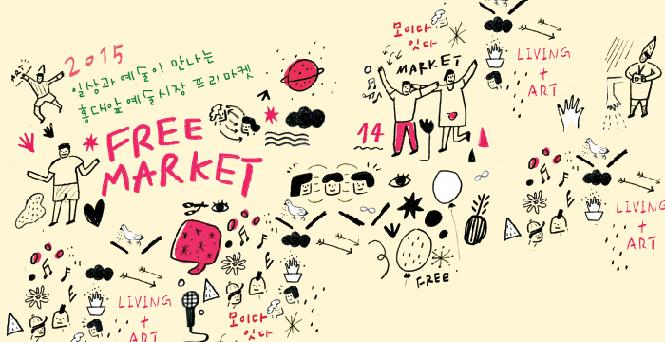 2015
일상과 예술이 만나는
홍대앞 예술시장 프리마켓
FREE
MARKET
모이다
잇다
MARKET
14
LIVING
+
ART
LIVING
+
ART
FREE
LIVING
+
ART
모이다
잇다